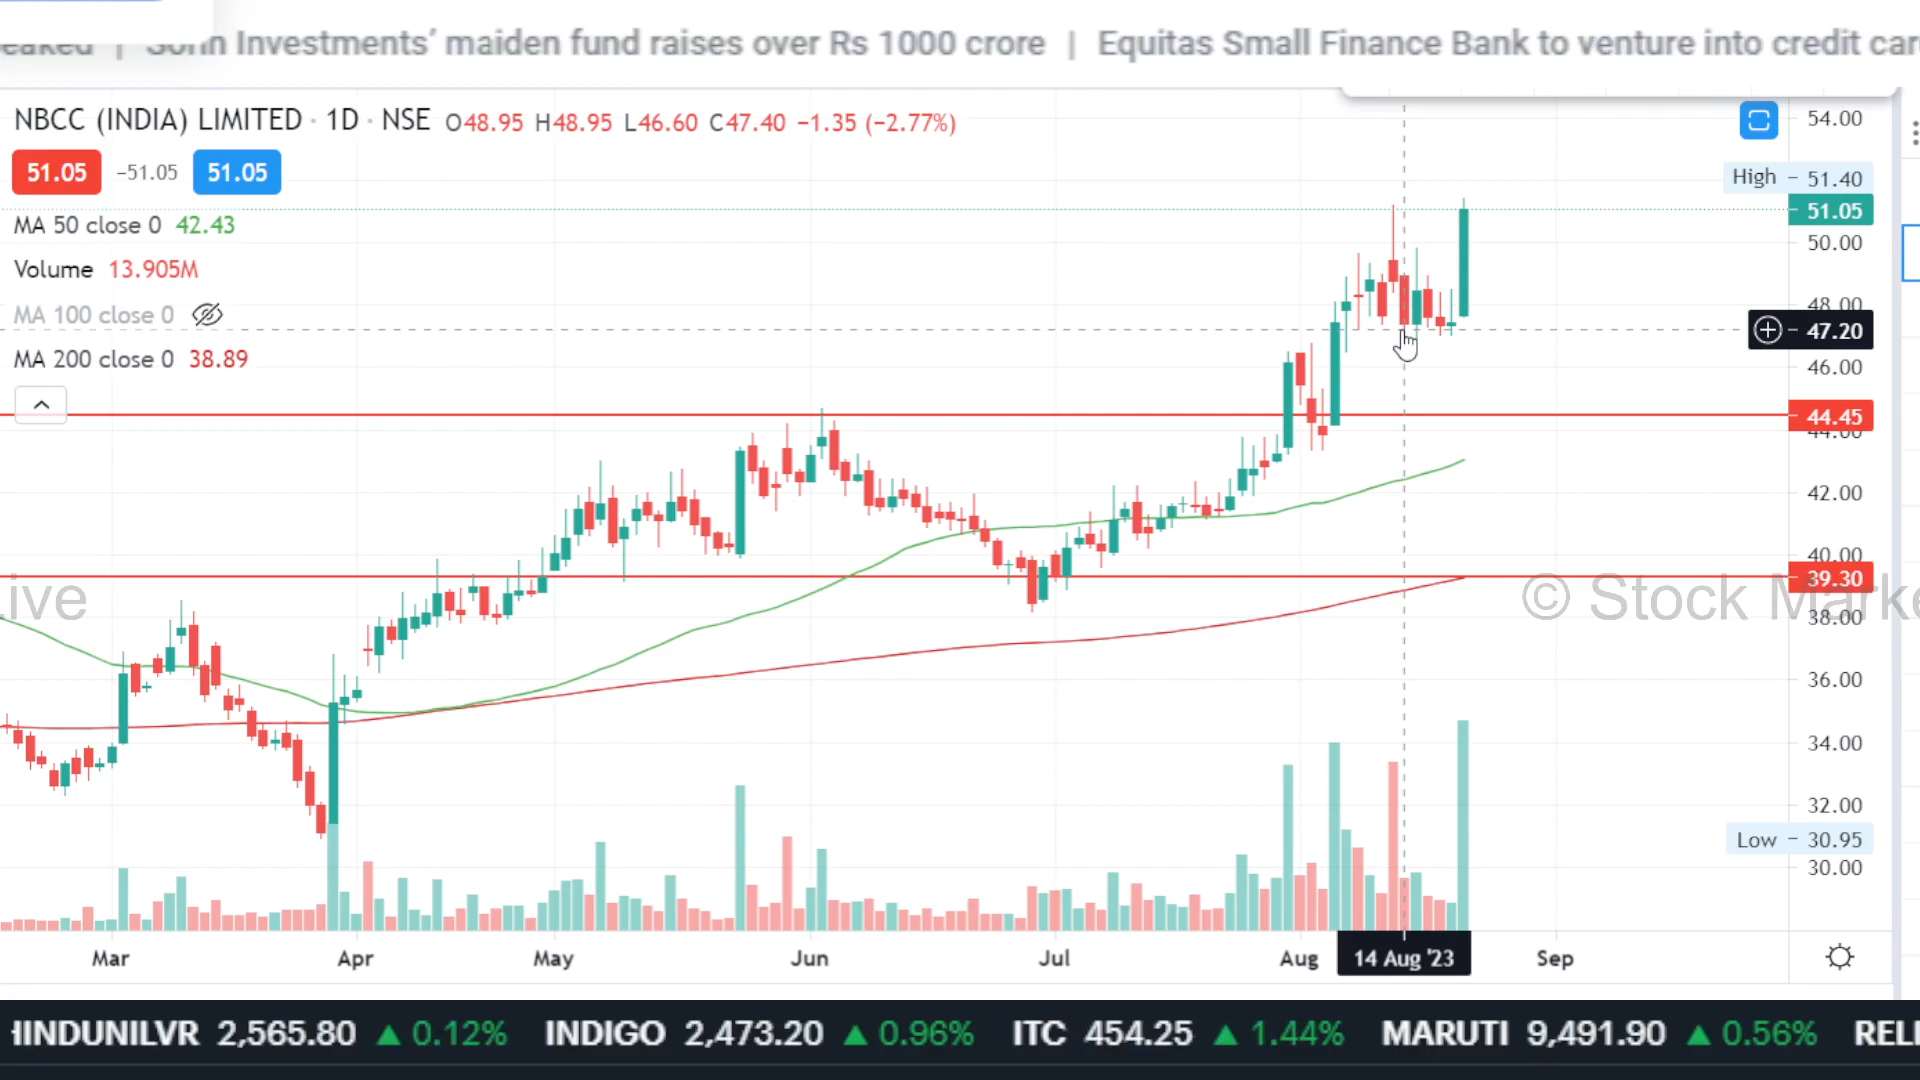 Investments’ maiden fund raises over Rs 1000 crore | Equitas Small Finance Bank to venture into credit
NBCC (INDIA) LIMITED · 1D · NSE O48.95 H48.95 L46.60 C47.40 −1.35 (−2.77%)
51.05 −51.05 51.05
MA 50 close 0 42.43
Volume 13.905M
MA 100 close 0
MA 200 close 0 38.89
54.00
High 51.40
51.05
50.00
48.00
47.20
46.00
44.45
44.00
42.00
40.00
39.30
38.00
36.00
34.00
32.00
Low 30.95
30.00
© Stock
Mar Apr May Jun Jul Aug 14 Aug '23 Sep
HINDUNILVR 2,565.80 ▲ 0.12% INDIGO 2,473.20 ▲ 0.96% ITC 454.25 ▲ 1.44% MARUTI 9,491.90 ▲ 0.56%